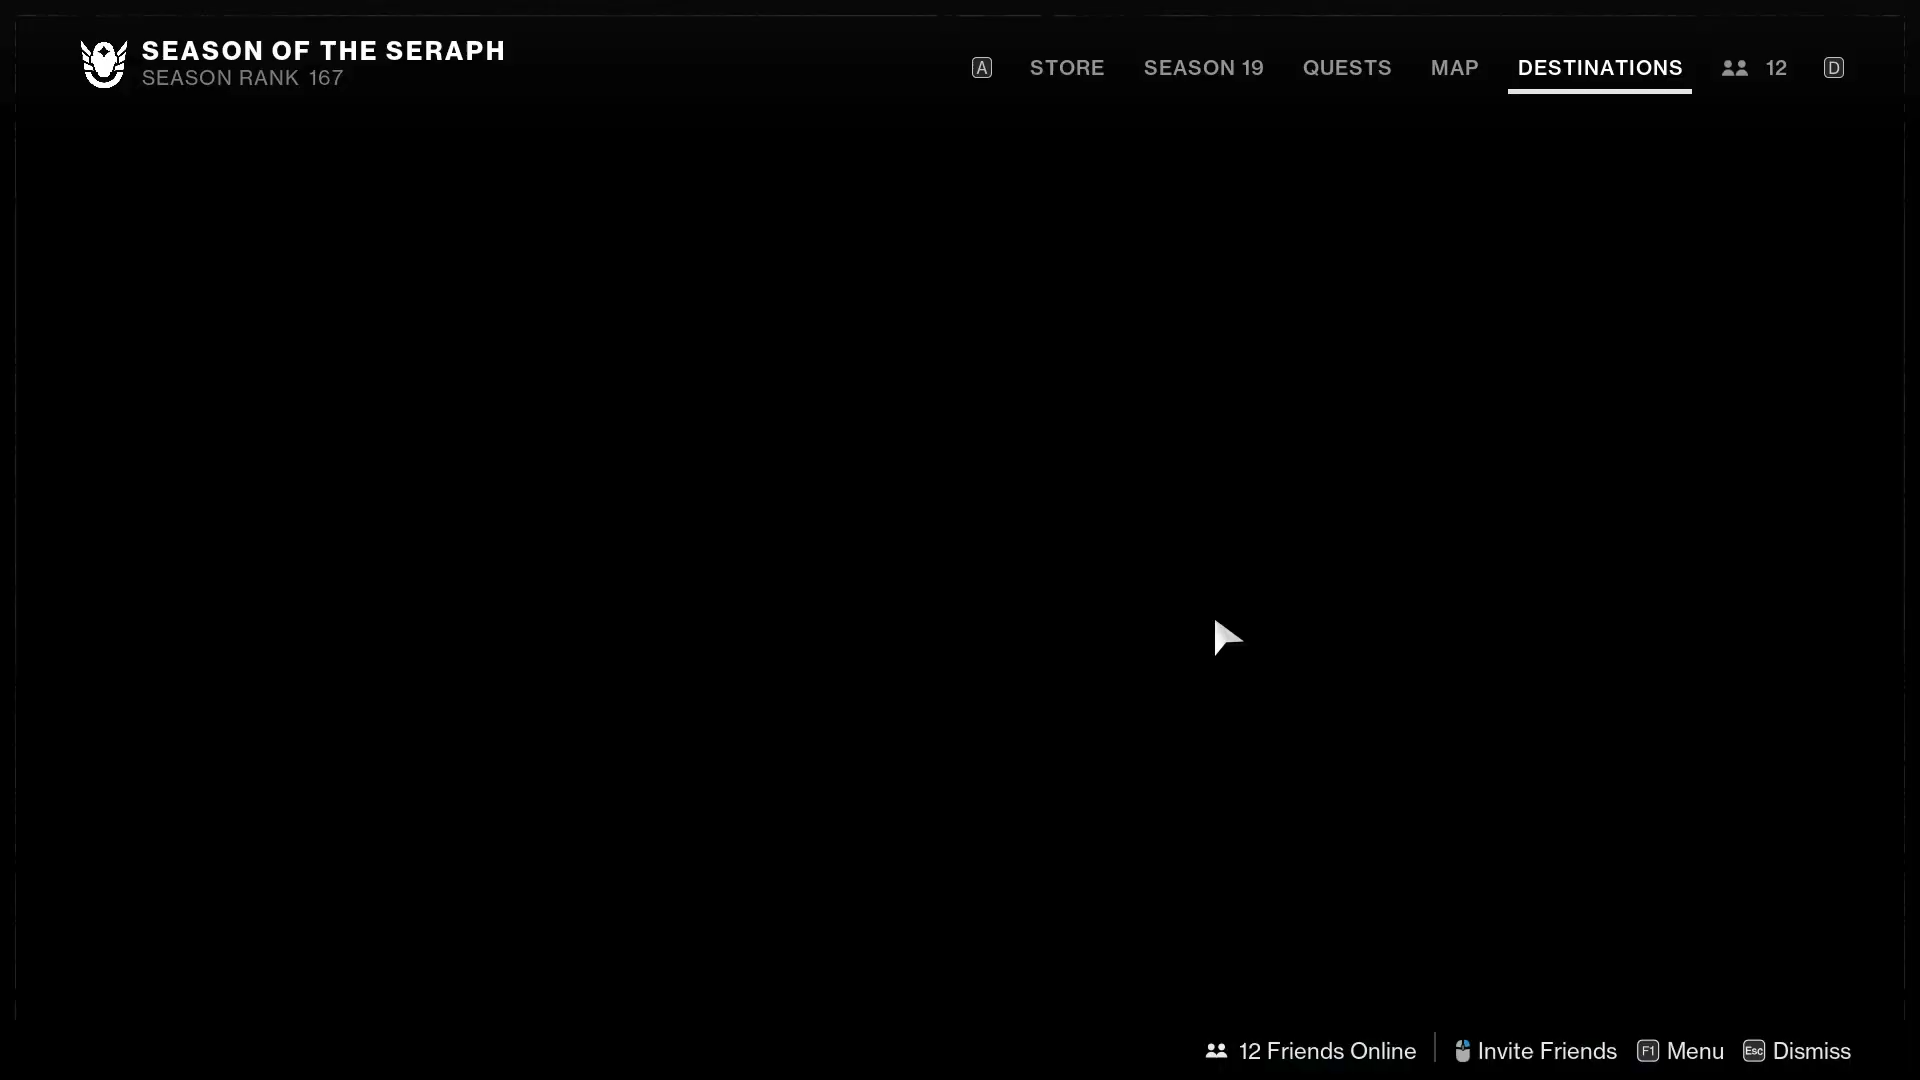 SEASON OF THE SERAPH
SEASON RANK 167
A STORE SEASON 19 QUESTS MAP DESTINATIONS 12 D
12 Friends Online Invite Friends F1 Menu Esc Dismiss